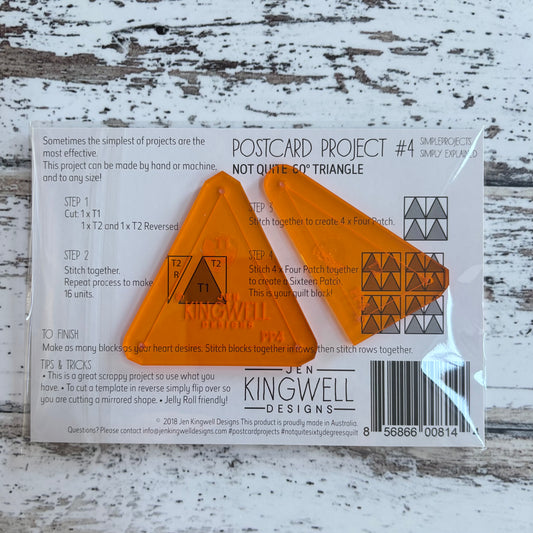 Sometimes the simplest of projects are the
most effective.
This project can be made by hand or machine,
and to any size!
POSTCARD PROJECT #4
SIMPLEPROJECTS
SIMPLY EXPLAINED
NOT QUITE 60° TRIANGLE
STEP 1
Cut: 1 x T1
1 x T2 and 1 x T2 Reversed
STEP 2
Stitch together.
Repeat process to make
16 units.
T2
R
T2
T1
STEP 3
Stitch together to create 4 x Four Patch.
STEP 4
Stitch 4 x Four Patch together
to create a Sixteen Patch.
This is your quilt block!
KINGWELL
DESIGNS
TO FINISH
Make as many blocks as your heart desires. Stitch blocks together in rows, then stitch rows together.
TIPS & TRICKS
• This is a great scrappy project so use what
you have. • To cut a template in reverse simply flip over so
you are cutting a mirrored shape. • Jelly Roll friendly!
JEN
KINGWELL
DESIGNS
© 2018 Jen Kingwell Designs This product is proudly made in Australia.
Questions? Please contact info@jenkingwelldesigns.com #postcardprojects #notquitesixtydegreesquilt
8 56866 00814